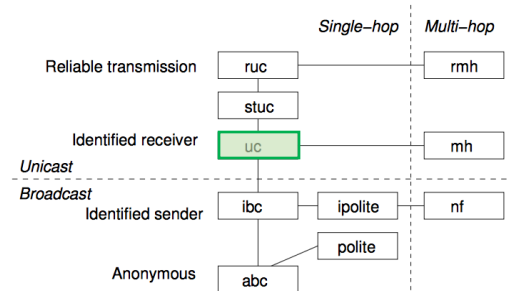 Single-hop Multi-hop
Reliable transmission ruc rmh
stuc
Identified receiver uc mh
Unicast
Broadcast
Identified sender ibc ipolite nf
polite
Anonymous abc